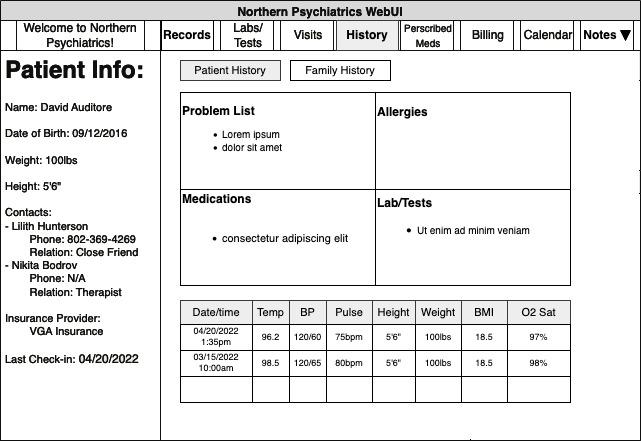 Northern Psychiatrics WebUI
Welcome to Northern
Psychiatrics!
Records
Labs/
Tests
Visits
History
Perscribed
Meds
Billing
Calendar
Notes ▼
Patient Info:
Name: David Auditore
Date of Birth: 09/12/2016
Weight: 100lbs
Height: 5'6"
Contacts:
- Lilith Hunterson
Phone: 802-369-4269
Relation: Close Friend
- Nikita Bodrov
Phone: N/A
Relation: Therapist
Insurance Provider:
VGA Insurance
Last Check-in: 04/20/2022
Patient History
Family History
Problem List
• Lorem ipsum
• dolor sit amet
Allergies
Medications
• consectetur adipiscing elit
Lab/Tests
• Ut enim ad minim veniam
Date/time Temp BP Pulse Height Weight BMI O2 Sat
04/20/2022
1:35pm 96.2 120/60 75bpm 5'6" 100lbs 18.5 97%
03/15/2022
10:00am 98.5 120/65 80bpm 5'6" 100lbs 18.5 98%